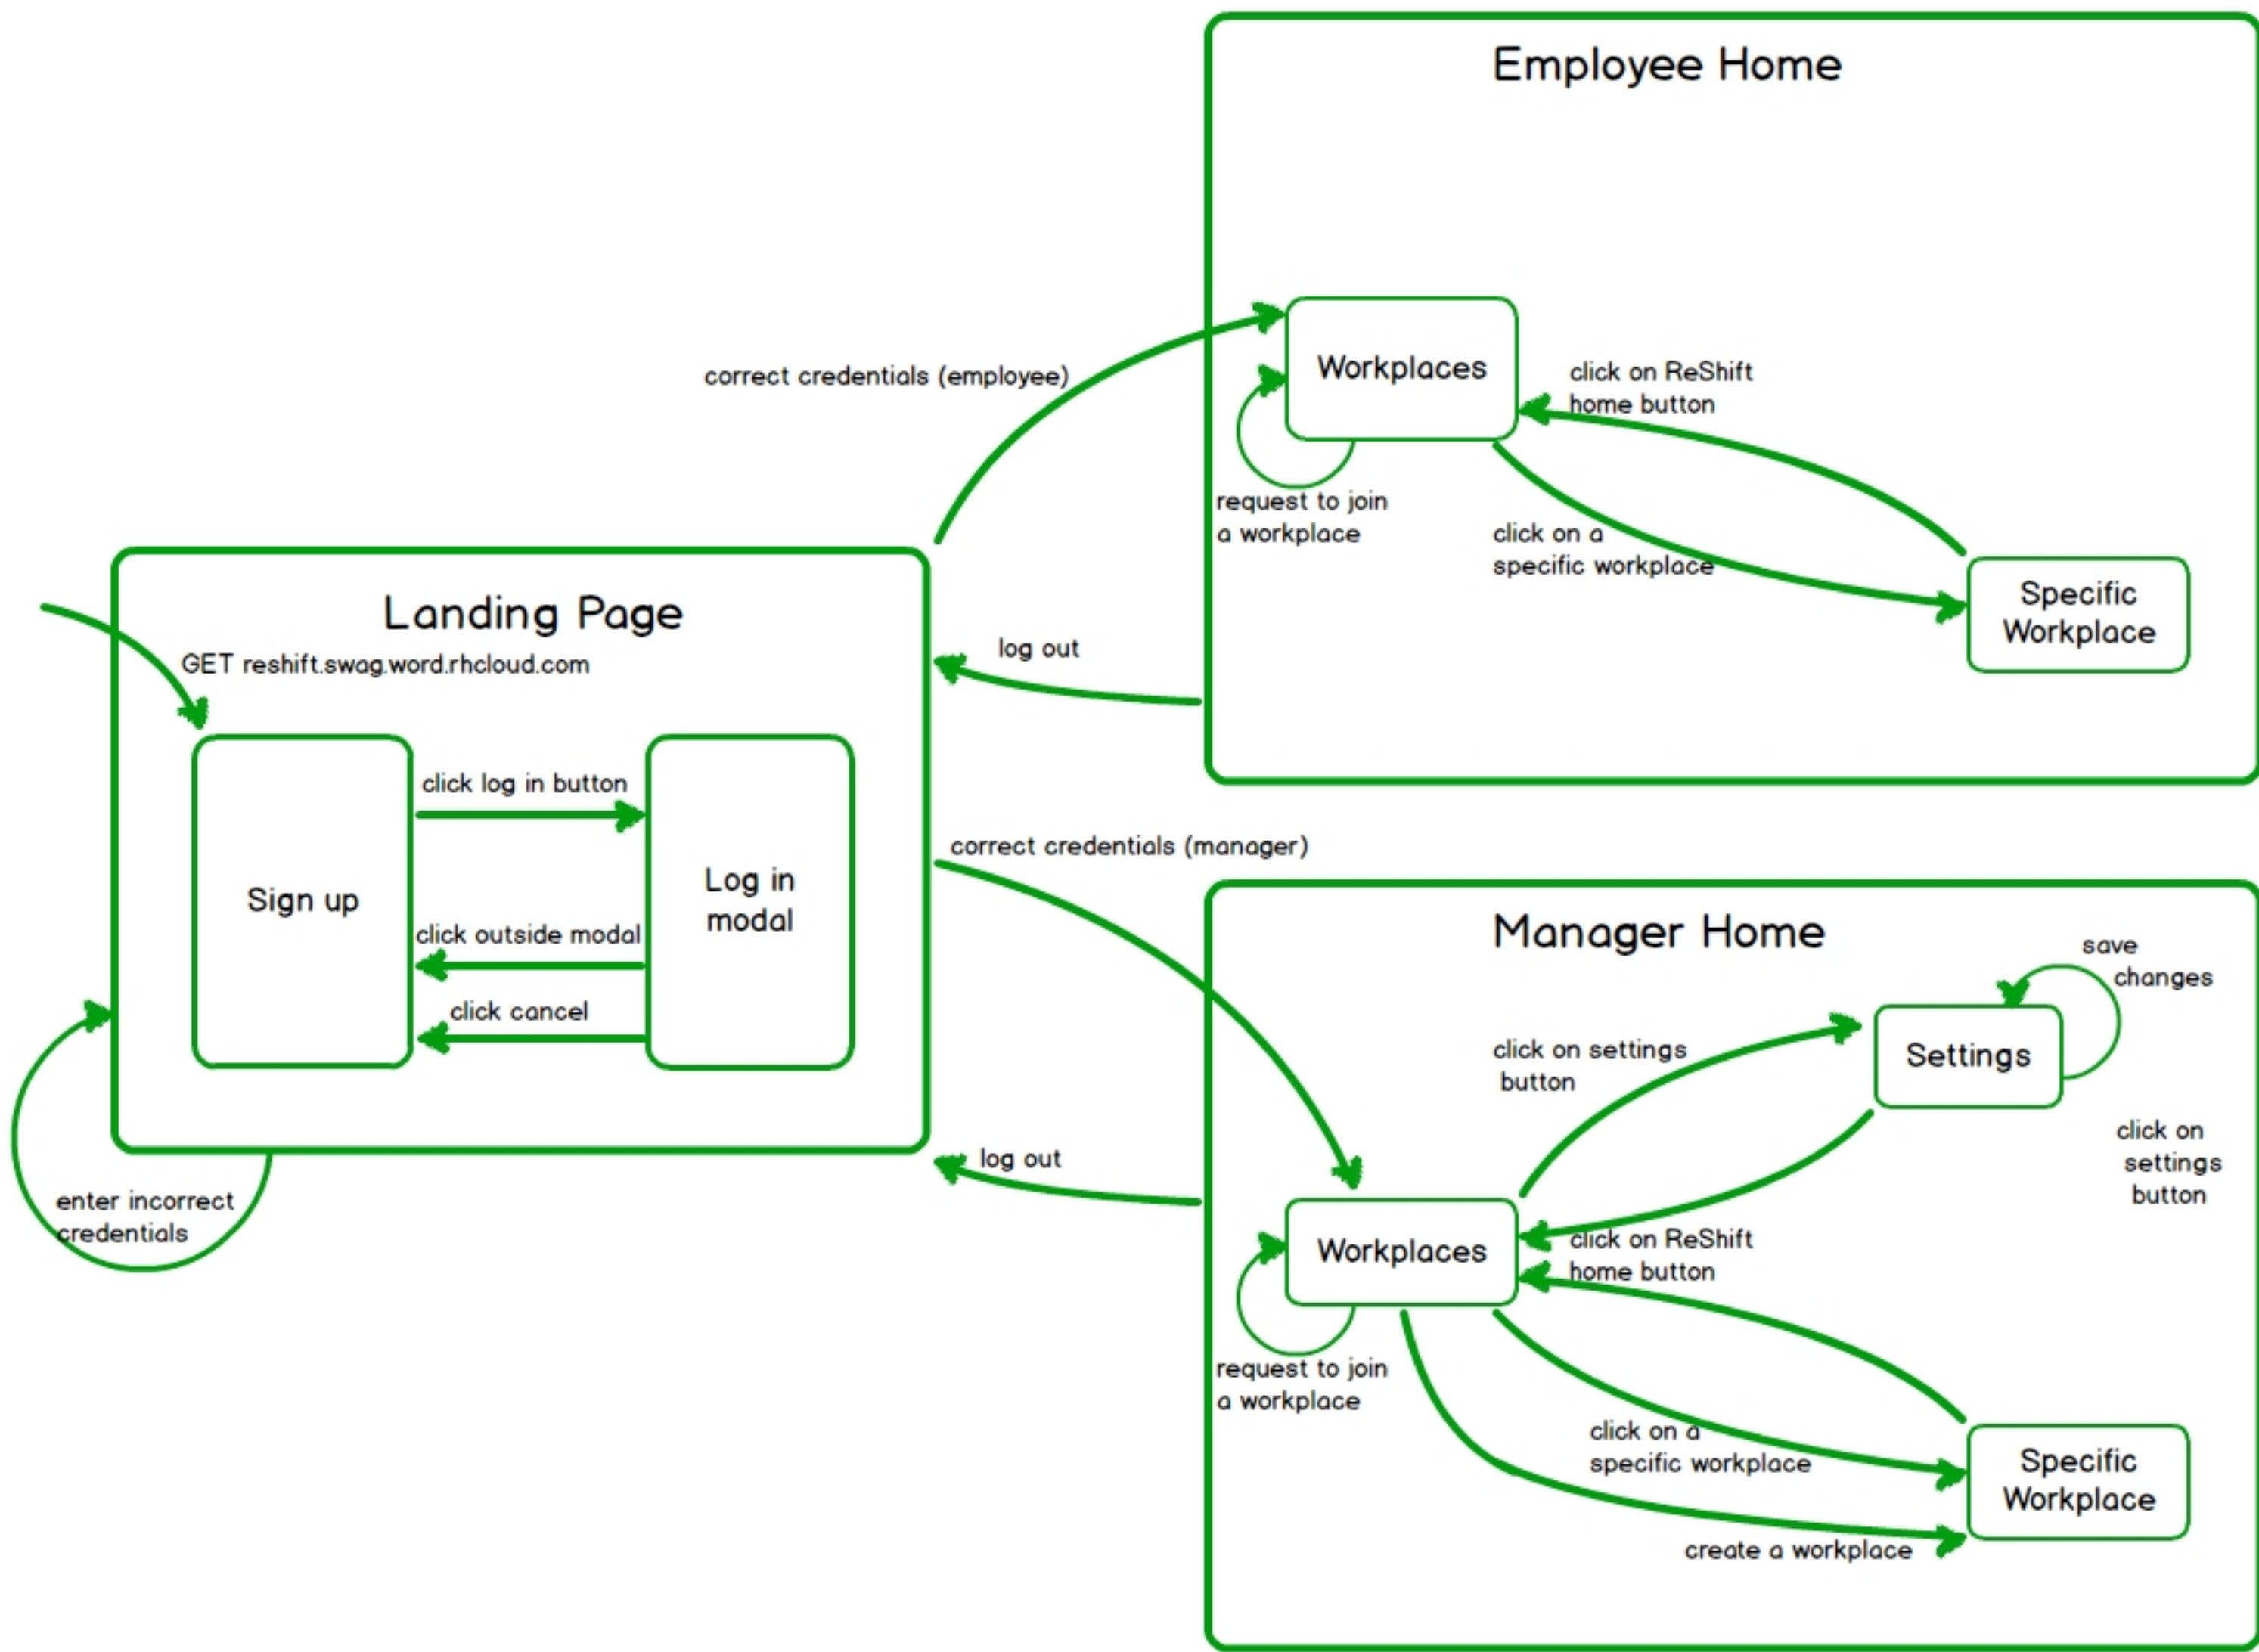 Employee Home
Workplaces
click on ReShift
home button
correct credentials (employee)
request to join
a workplace
click on a
specific workplace
Specific
Workplace
log out
Landing Page
GET reshift.swag.word.rhcloud.com
click log in button
Sign up
Log in
modal
click outside modal
click cancel
enter incorrect
credentials
correct credentials (manager)
log out
Manager Home
save
changes
Settings
click on settings
button
click on
settings
button
Workplaces
click on ReShift
home button
request to join
a workplace
click on a
specific workplace
Specific
Workplace
create a workplace